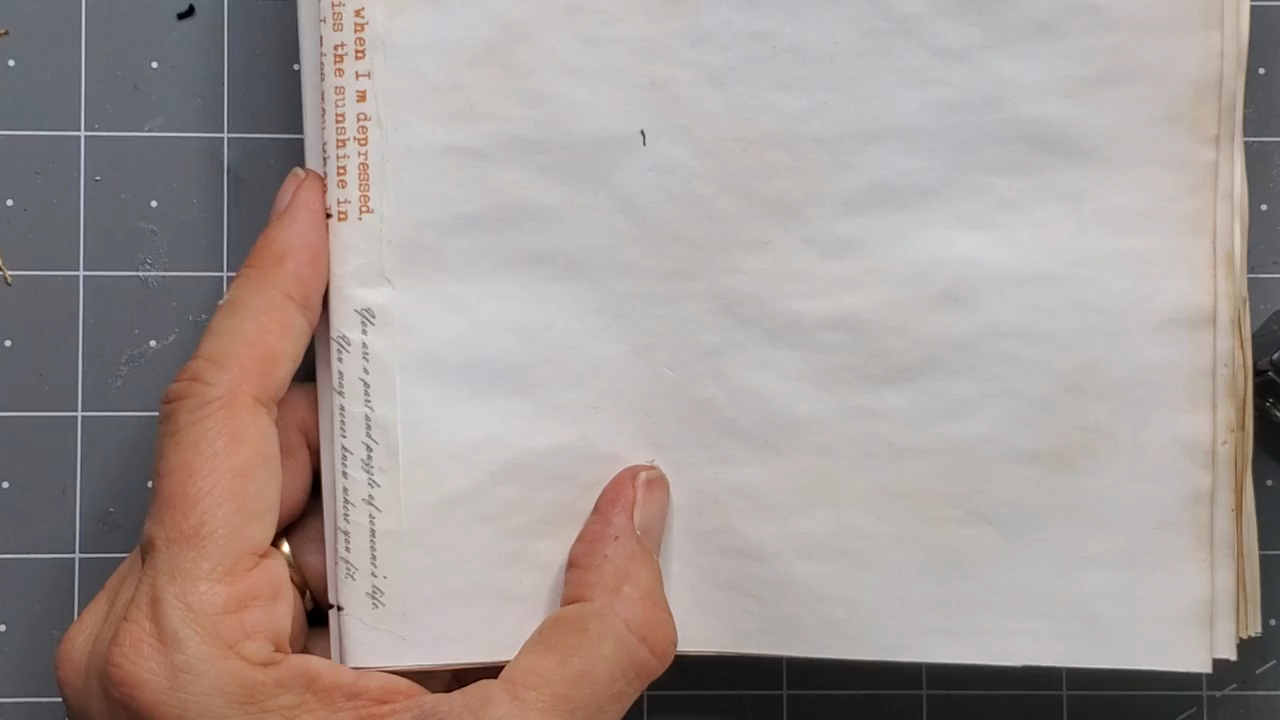 when I m depressed,
iss the sunshine in
You are a part and puzzle of someone's life.
You may never know where you fit.